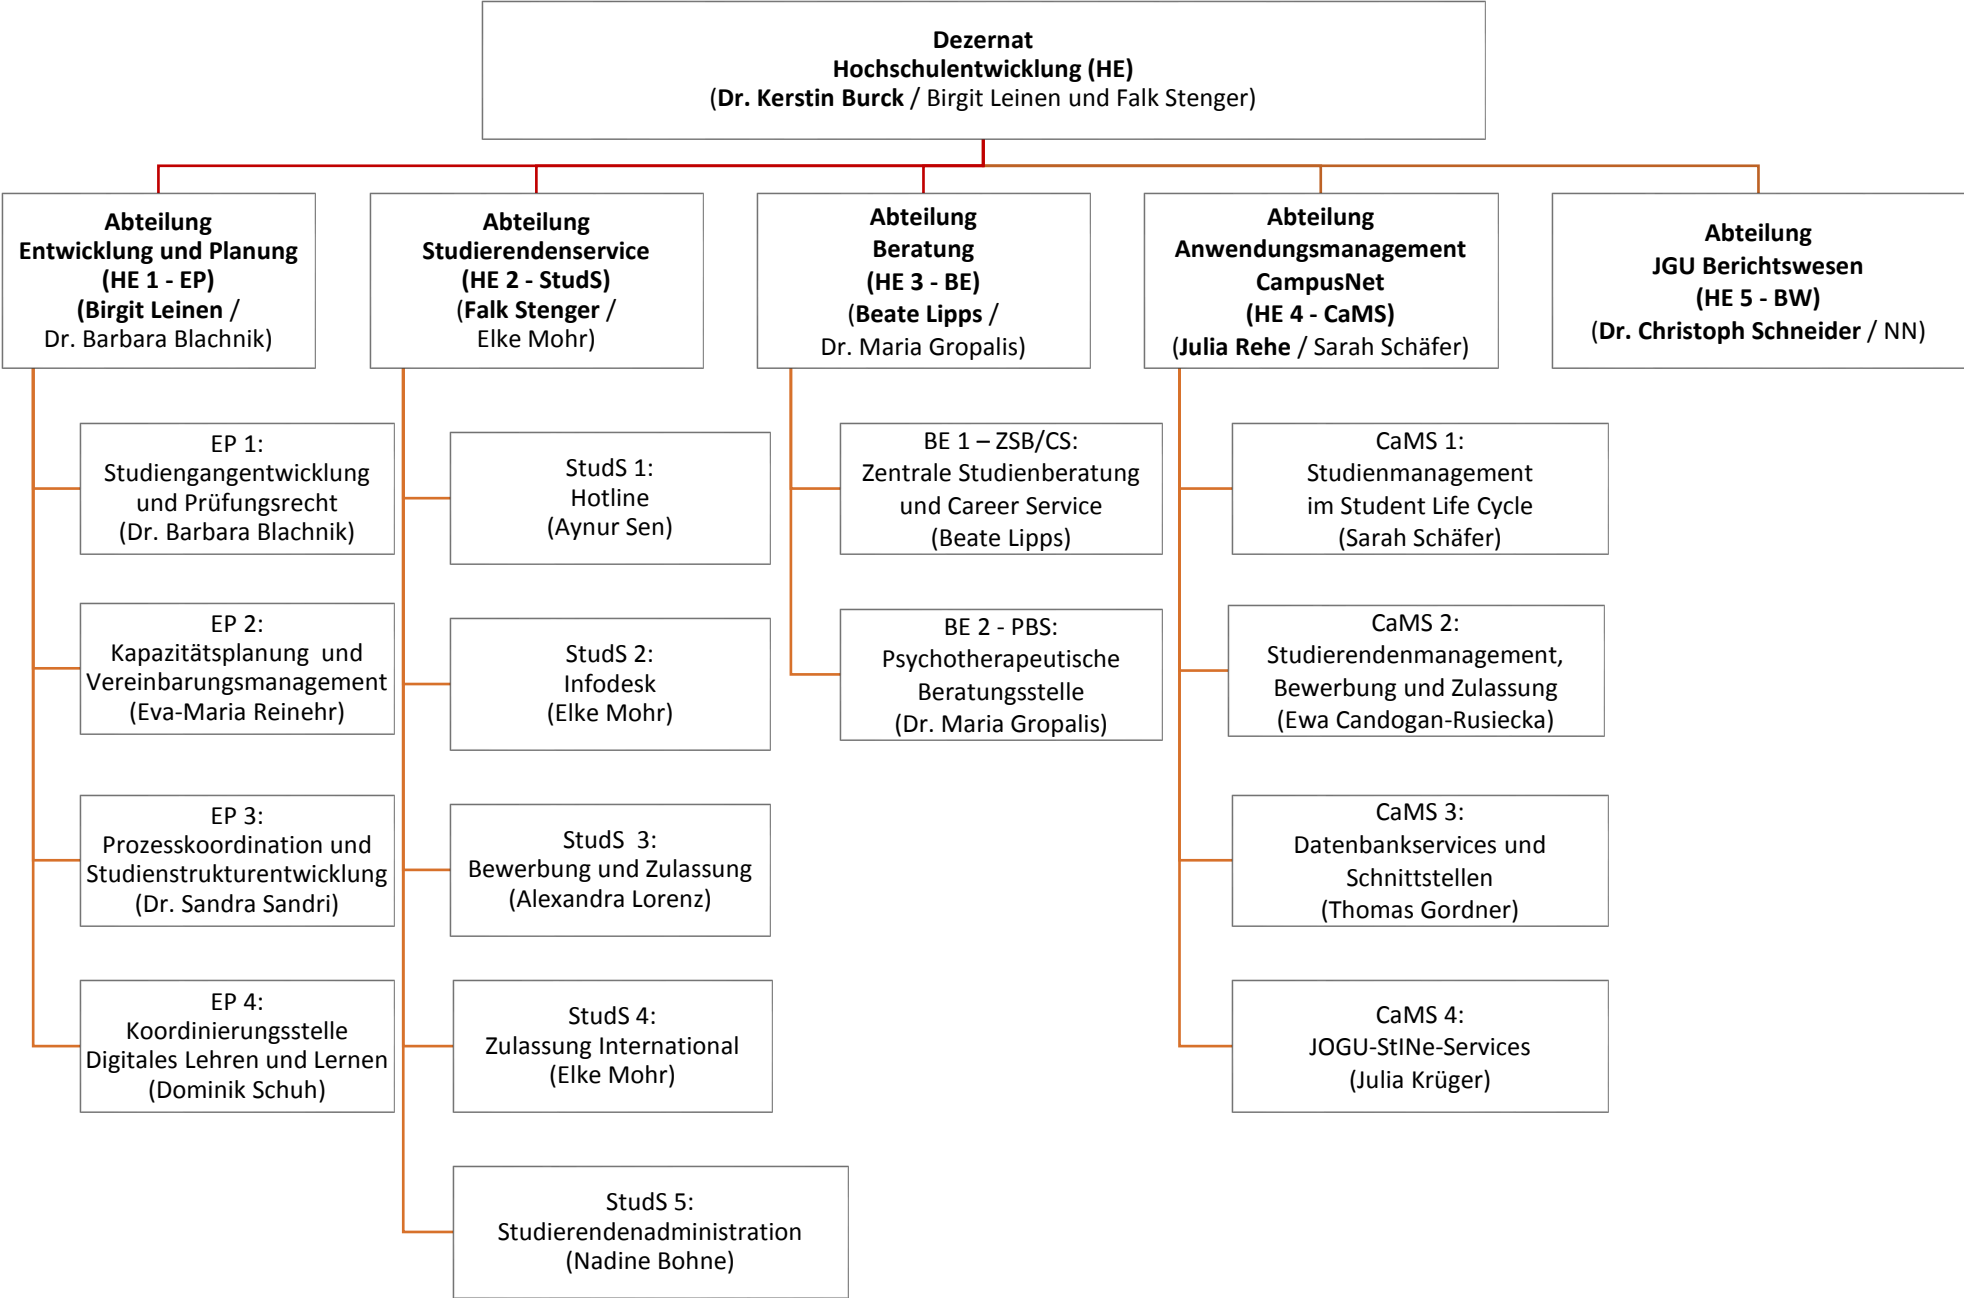 Dezernat
Hochschulentwicklung (HE)
(Dr. Kerstin Burck / Birgit Leinen und Falk Stenger)
Abteilung
Entwicklung und Planung
(HE 1 - EP)
(Birgit Leinen /
Dr. Barbara Blachnik)
Abteilung
Studierendenservice
(HE 2 - StudS)
(Falk Stenger /
Elke Mohr)
Abteilung
Beratung
(HE 3 - BE)
(Beate Lipps /
Dr. Maria Gropalis)
Abteilung
Anwendungsmanagement
CampusNet
(HE 4 - CaMS)
(Julia Rehe / Sarah Schäfer)
Abteilung
JGU Berichtswesen
(HE 5 - BW)
(Dr. Christoph Schneider / NN)
EP 1:
Studiengangentwicklung
und Prüfungsrecht
(Dr. Barbara Blachnik)
EP 2:
Kapazitätsplanung und
Vereinbarungsmanagement
(Eva-Maria Reinehr)
EP 3:
Prozesskoordination und
Studienstrukturentwicklung
(Dr. Sandra Sandri)
EP 4:
Koordinierungsstelle
Digitales Lehren und Lernen
(Dominik Schuh)
StudS 1:
Hotline
(Aynur Sen)
StudS 2:
Infodesk
(Elke Mohr)
StudS 3:
Bewerbung und Zulassung
(Alexandra Lorenz)
StudS 4:
Zulassung International
(Elke Mohr)
StudS 5:
Studierendenadministration
(Nadine Bohne)
BE 1 – ZSB/CS:
Zentrale Studienberatung
und Career Service
(Beate Lipps)
BE 2 - PBS:
Psychotherapeutische
Beratungsstelle
(Dr. Maria Gropalis)
CaMS 1:
Studienmanagement
im Student Life Cycle
(Sarah Schäfer)
CaMS 2:
Studierendenmanagement,
Bewerbung und Zulassung
(Ewa Candogan-Rusiecka)
CaMS 3:
Datenbankservices und
Schnittstellen
(Thomas Gordner)
CaMS 4:
JOGU-StINe-Services
(Julia Krüger)